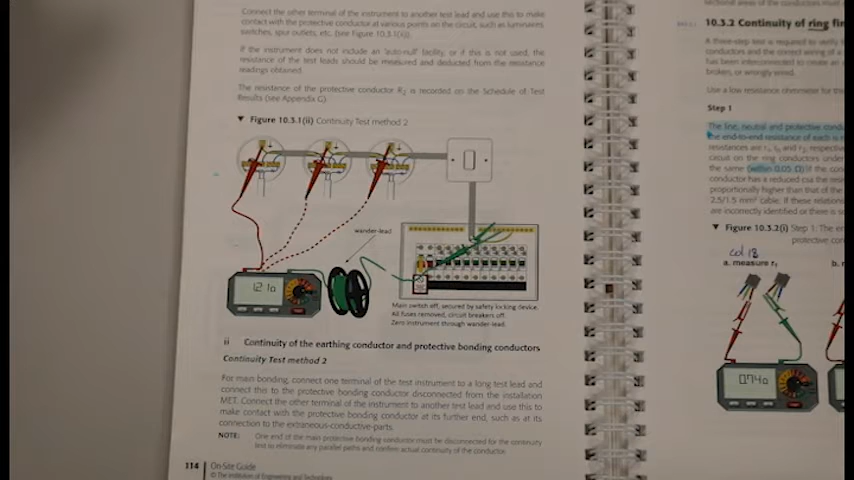 Connect the other terminal of the instrument to another test lead and use this to make
contact with the protective conductor at various points on the circuit, such as luminaires
switches, spur outlets, etc. (see Figure 10.3.1(ii)).
If the instrument does not include an 'auto-null' facility, or if this is not used, the
resistance of the test leads should be measured and deducted from the resistance
readings obtained.
The resistance of the protective conductor R2 is recorded on the Schedule of Test
Results (see Appendix G).
▼ Figure 10.3.1(ii) Continuity Test method 2
wander-lead
1.21Ω
Main switch off, secured by safety locking device.
All fuses removed, circuit breakers off.
Zero instrument through wander-lead.
ii Continuity of the earthing conductor and protective bonding conductors
Continuity Test method 2
For main bonding, connect one terminal of the test instrument to a long test lead and
connect this to the protective bonding conductor disconnected from the installation
MET. Connect the other terminal of the instrument to another test lead and use this to
make contact with the protective bonding conductor at its further end, such as at its
connection to the extraneous-conductive-parts.
NOTE: One end of the main protective bonding conductor must be disconnected for the continuity
test to eliminate any parallel paths and confirm actual continuity of the conductor.
114 On-Site Guide
© The Institution of Engineering and Technology
10.3.2 Continuity of ring fin
A three-step test is required to verify t
conductors and the correct wiring of a
has been interconnected to create an a
broken, or wrongly wired.
Use a low resistance ohmmeter for thi
Step 1
The line, neutral and protective condu
the end-to-end resistance of each is m
resistances are r1, rn and r2, respectiv
circuit on the ring conductors under
the same (within 0.05 Ω) if the con
conductor has a reduced csa the resis
proportionally higher than that of the
2.5/1.5 mm² cable. If these relations
are incorrectly identified or there is so
▼ Figure 10.3.2(i) Step 1: The en
protective con
a. measure r1
b. r
0.74Ω